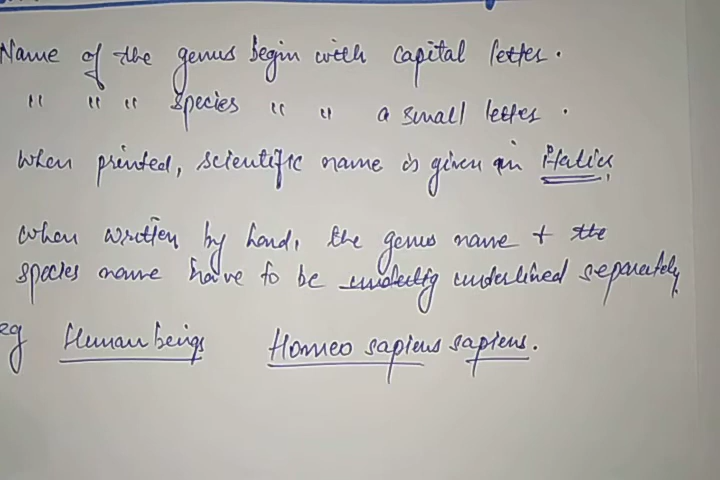 Name of the genus begin with capital letter.
" " " species " " a small letter.
When printed, scientific name is given in Italics,
When written by hand, the genus name + the
species name have to be underlig underlined separately,
eg Human beings Homeo sapiens sapiens.